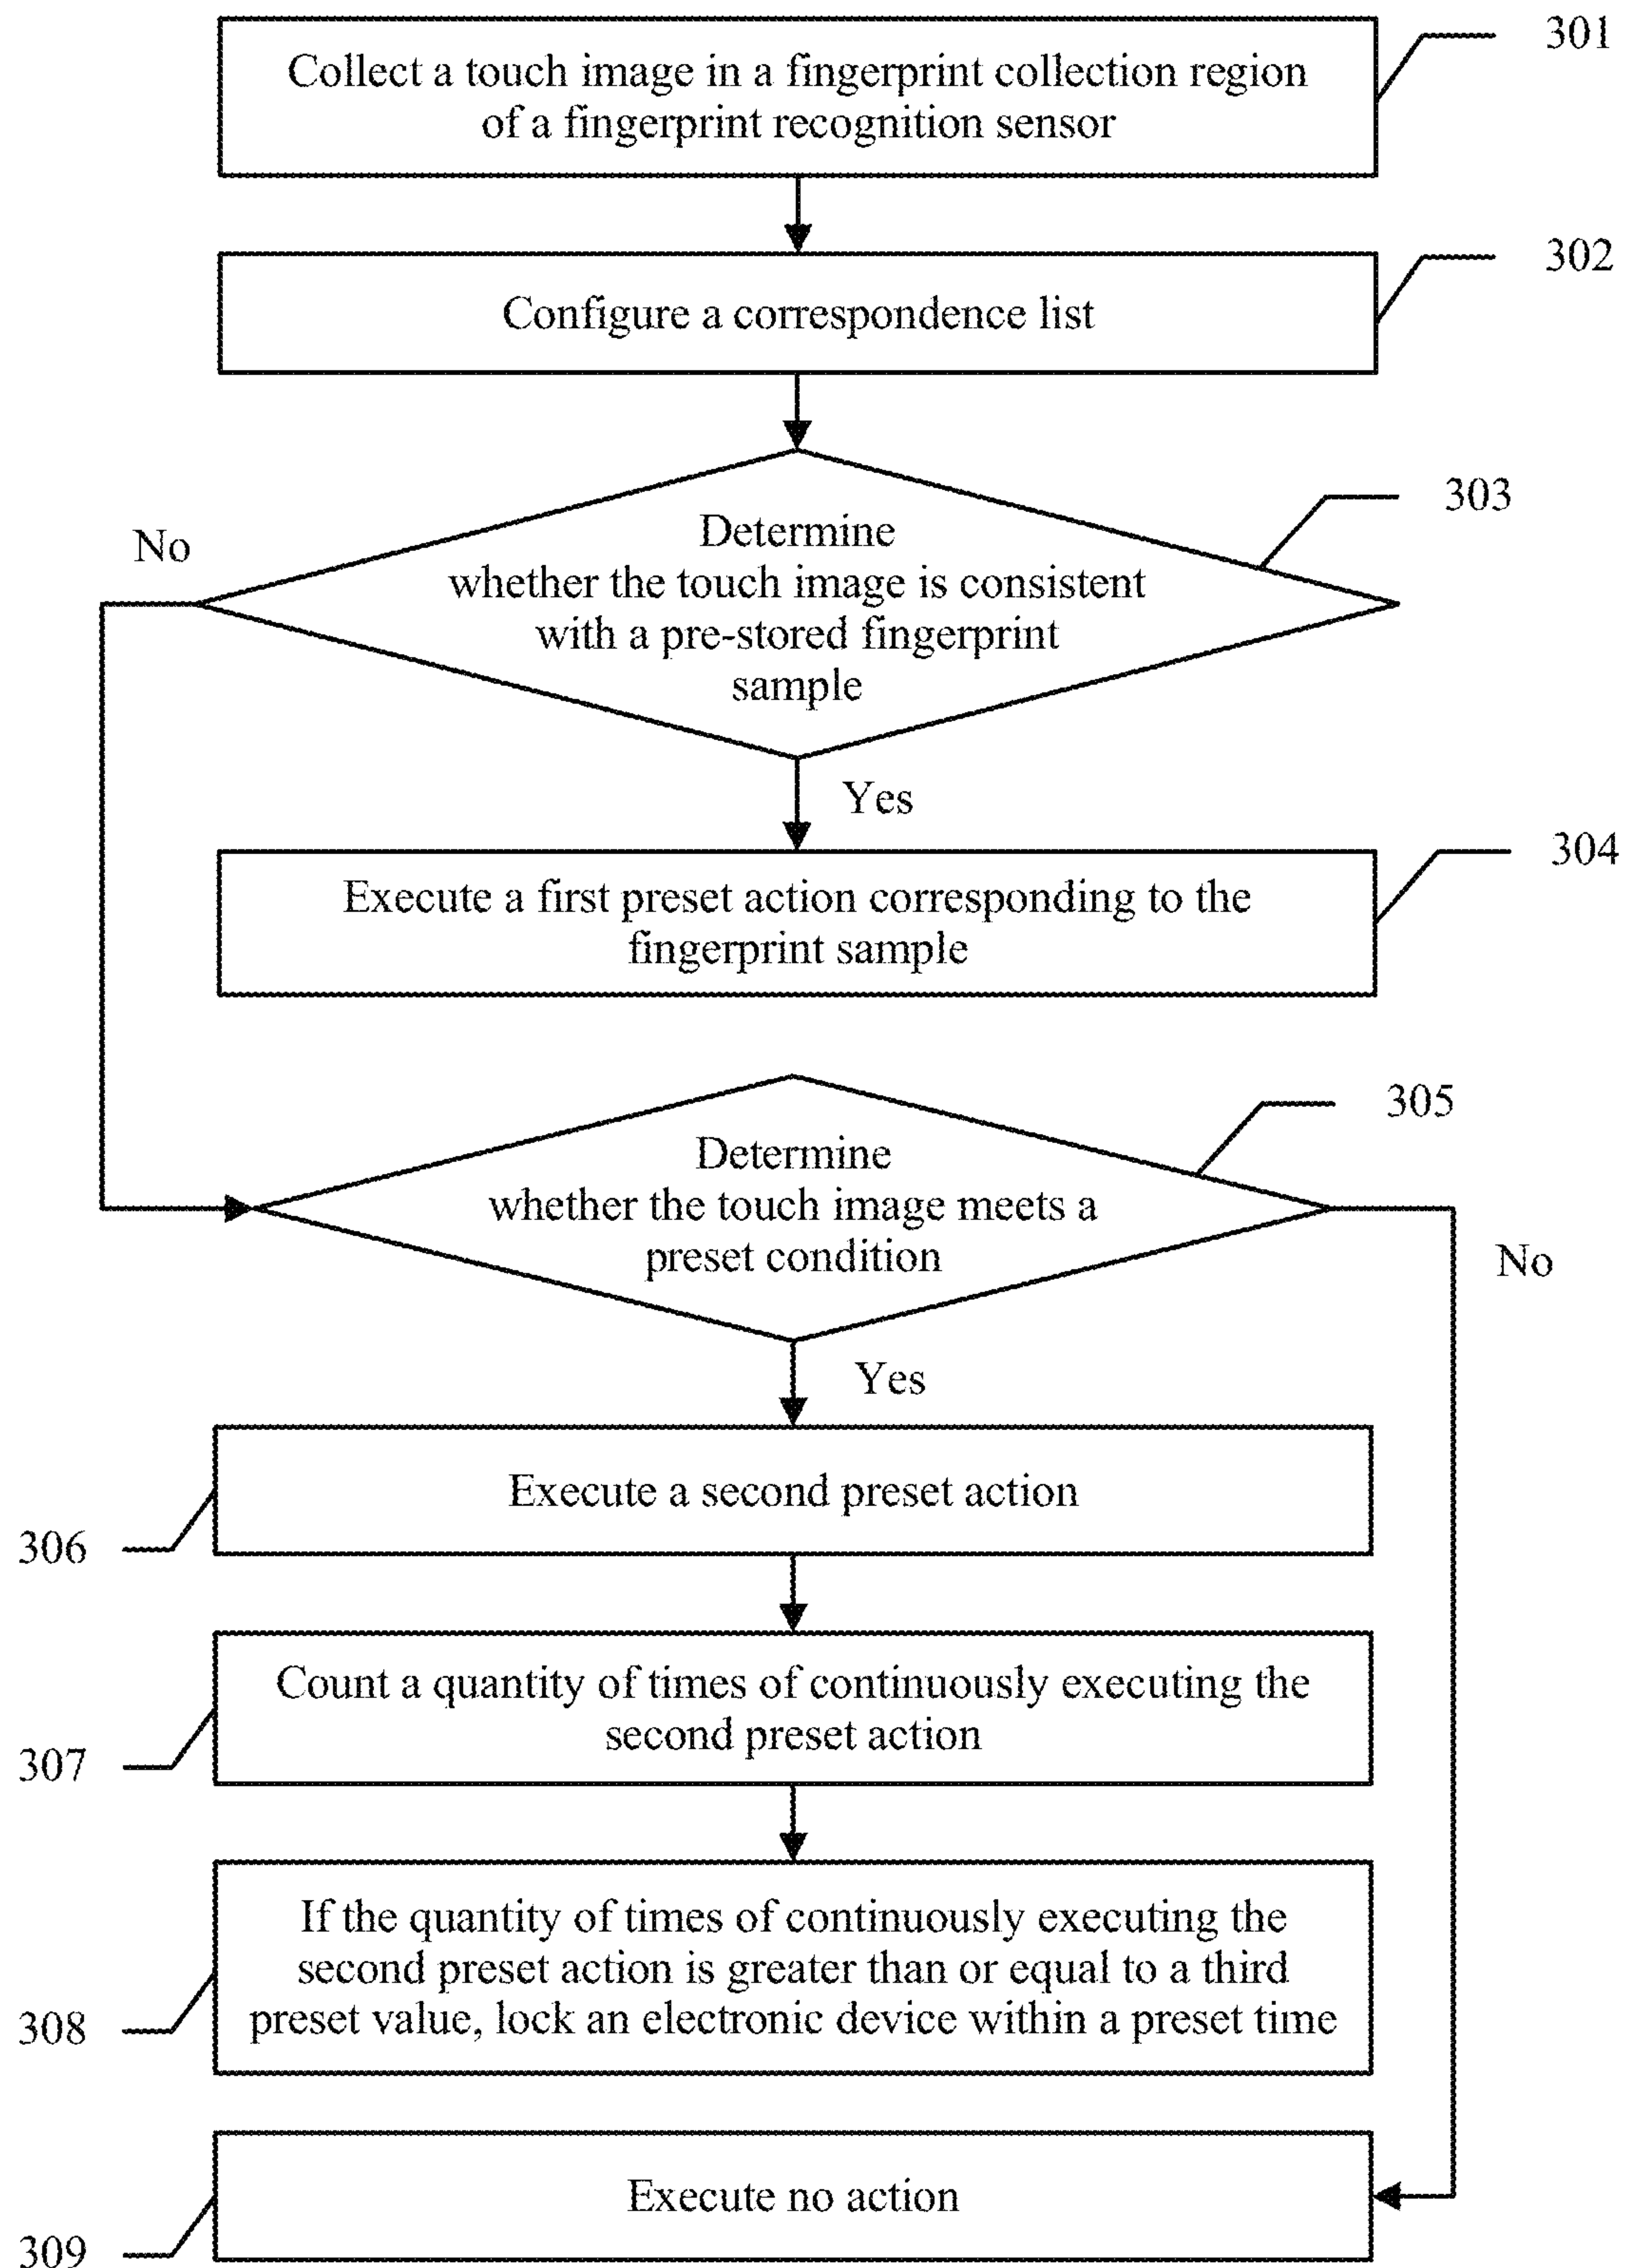 301
Collect a touch image in a fingerprint collection region
of a fingerprint recognition sensor
302
Configure a correspondence list
303
No
Determine
whether the touch image is consistent
with a pre-stored fingerprint
sample
Yes
304
Execute a first preset action corresponding to the
fingerprint sample
305
Determine
whether the touch image meets a
preset condition
No
Yes
Execute a second preset action
306
Count a quantity of times of continuously executing the
second preset action
307
If the quantity of times of continuously executing the
second preset action is greater than or equal to a third
preset value, lock an electronic device within a preset time
308
Execute no action
309